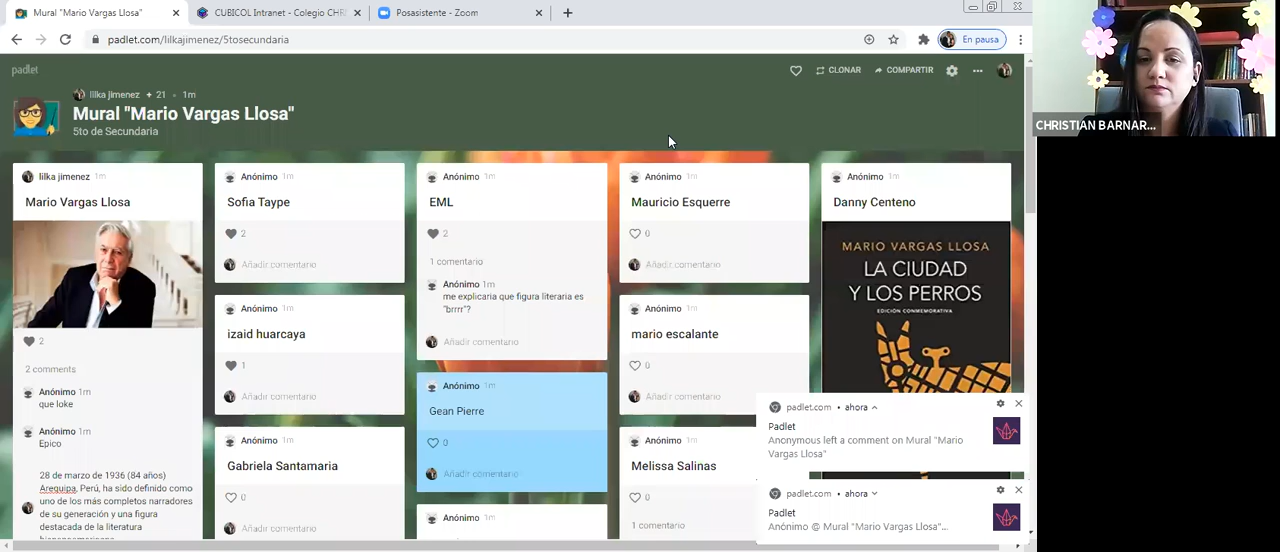 Mural "Mario Vargas Llosa"
CUBICOL Intranet - Colegio CHRI
Posasistente - Zoom
padlet.com/lilkajimenez/5tosecundaria
En pausa
padlet
CLONAR
COMPARTIR
lilka jimenez + 21 • 1m
Mural "Mario Vargas Llosa"
5to de Secundaria
CHRISTIAN BARNAR...
lilka jimenez 1m
Mario Vargas Llosa
2
2 comments
Anónimo 1m
que loke
Anónimo 1m
Epico
28 de marzo de 1936 (84 años)
Arequipa. Perú, ha sido definido como
uno de los más completos narradores
de su generación y una figura
destacada de la literatura
Anónimo 1m
Sofia Taype
2
Añadir comentario
Anónimo 1m
izaid huarcaya
1
Añadir comentario
Anónimo 1m
Gabriela Santamaria
0
Añadir comentario
Anónimo 1m
EML
2
1 comentario
Anónimo 1m
me explicaria que figura literaria es
"brrrr"?
Añadir comentario
Anónimo 1m
Gean Pierre
0
Añadir comentario
Anónimo 1m
Anónimo 1m
Mauricio Esquerre
0
Añadir comentario
Anónimo 1m
mario escalante
0
Añadir comentario
Anónimo 1m
Melissa Salinas
0
1 comentario
Anónimo 1m
Danny Centeno
MARIO VARGAS LLOSA
LA CIUDAD
Y LOS PERROS
EDICIÓN CONMEMORATIVA
padlet.com • ahora
Padlet
Anonymous left a comment on Mural "Mario
Vargas Llosa"
padlet.com • ahora
Padlet
Anónimo @ Mural "Mario Vargas Llosa"...